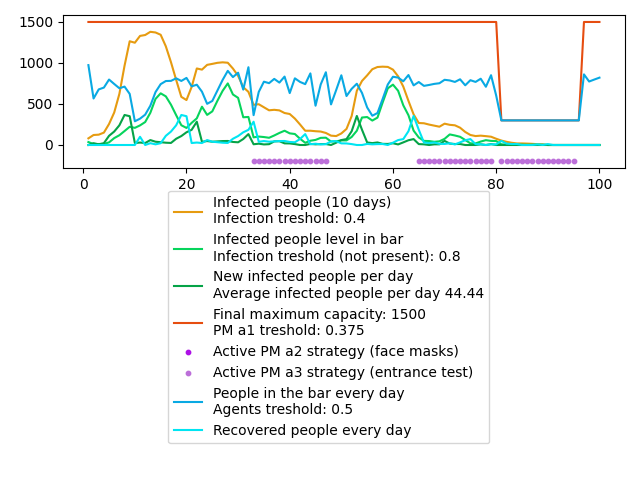 1500
1000
500
0
0 20 40 60 80 100
Infected people (10 days)
Infection treshold: 0.4
Infected people level in bar
Infection treshold (not present): 0.8
New infected people per day
Average infected people per day 44.44
Final maximum capacity: 1500
PM a1 treshold: 0.375
Active PM a2 strategy (face masks)
Active PM a3 strategy (entrance test)
People in the bar every day
Agents treshold: 0.5
Recovered people every day